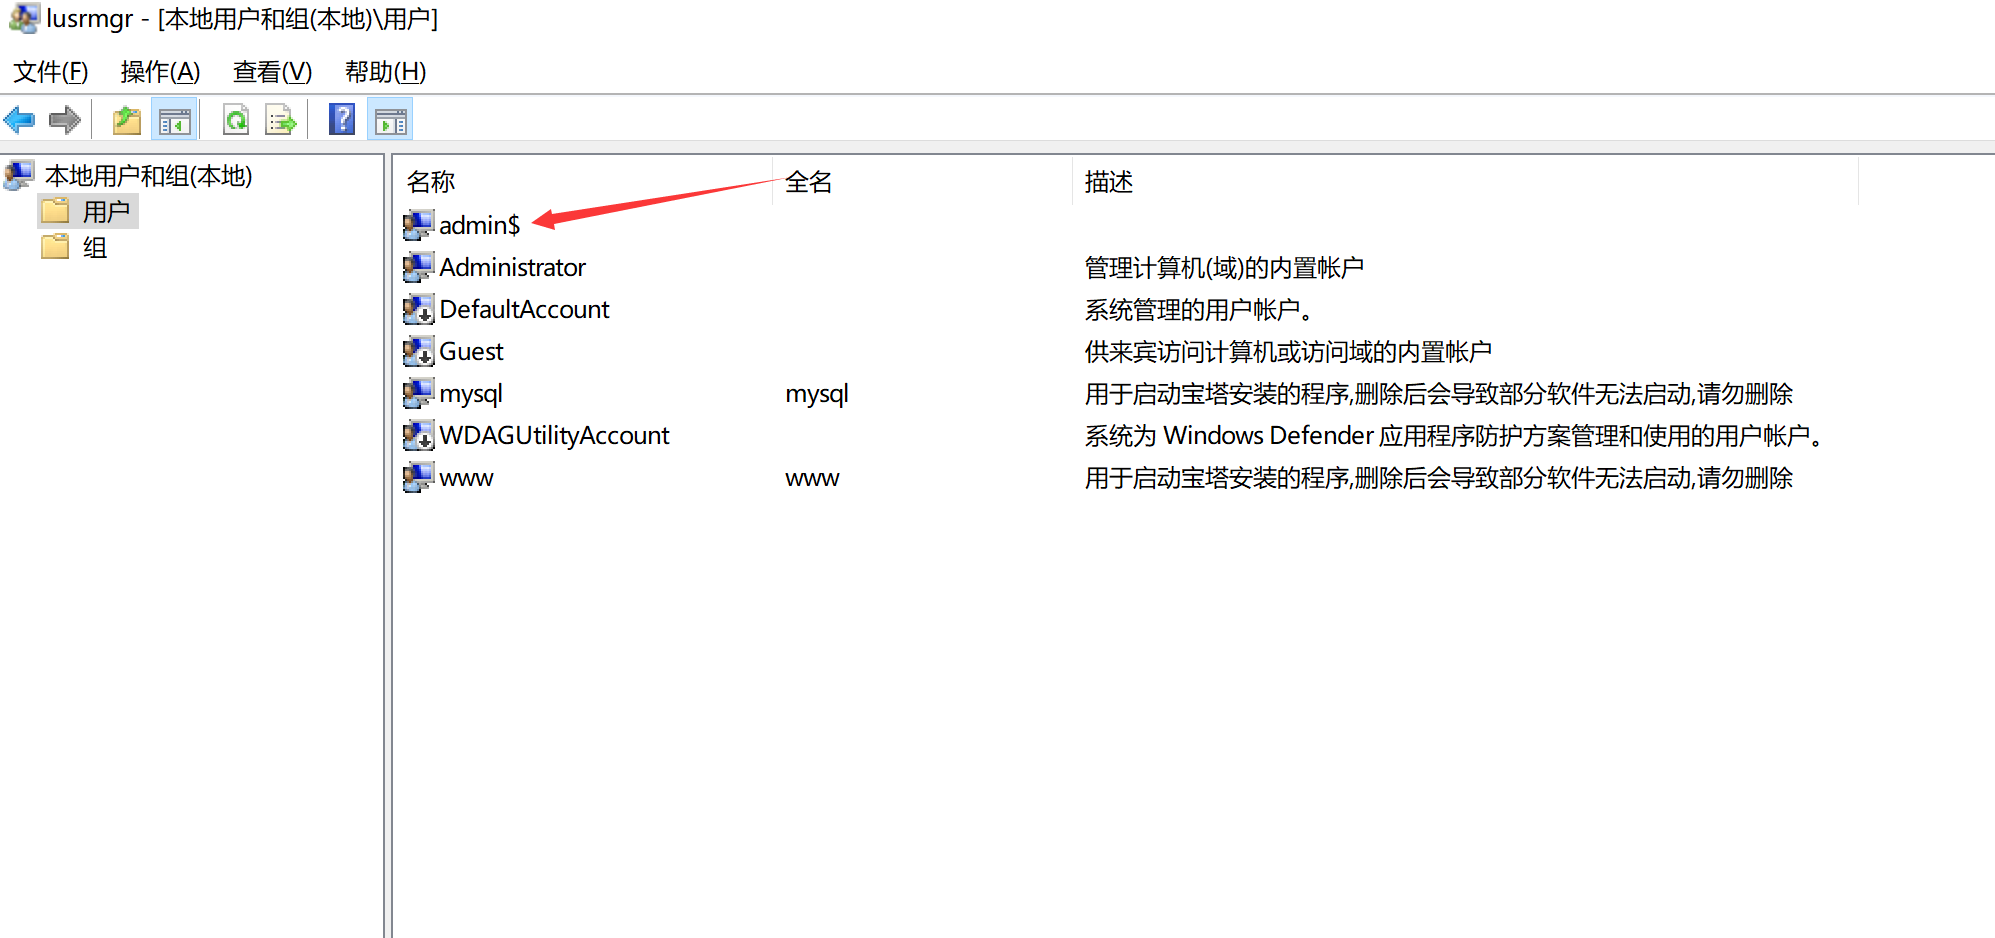 lusrmgr - [本地用户和组(本地)\用户]
文件(F) 操作(A) 查看(V) 帮助(H)
本地用户和组(本地)
用户
组
名称 全名 描述
admin$
Administrator 管理计算机(域)的内置帐户
DefaultAccount 系统管理的用户帐户。
Guest 供来宾访问计算机或访问域的内置帐户
mysql mysql 用于启动宝塔安装的程序,删除后会导致部分软件无法启动,请勿删除
WDAGUtilityAccount 系统为 Windows Defender 应用程序防护方案管理和使用的用户帐户。
www www 用于启动宝塔安装的程序,删除后会导致部分软件无法启动,请勿删除